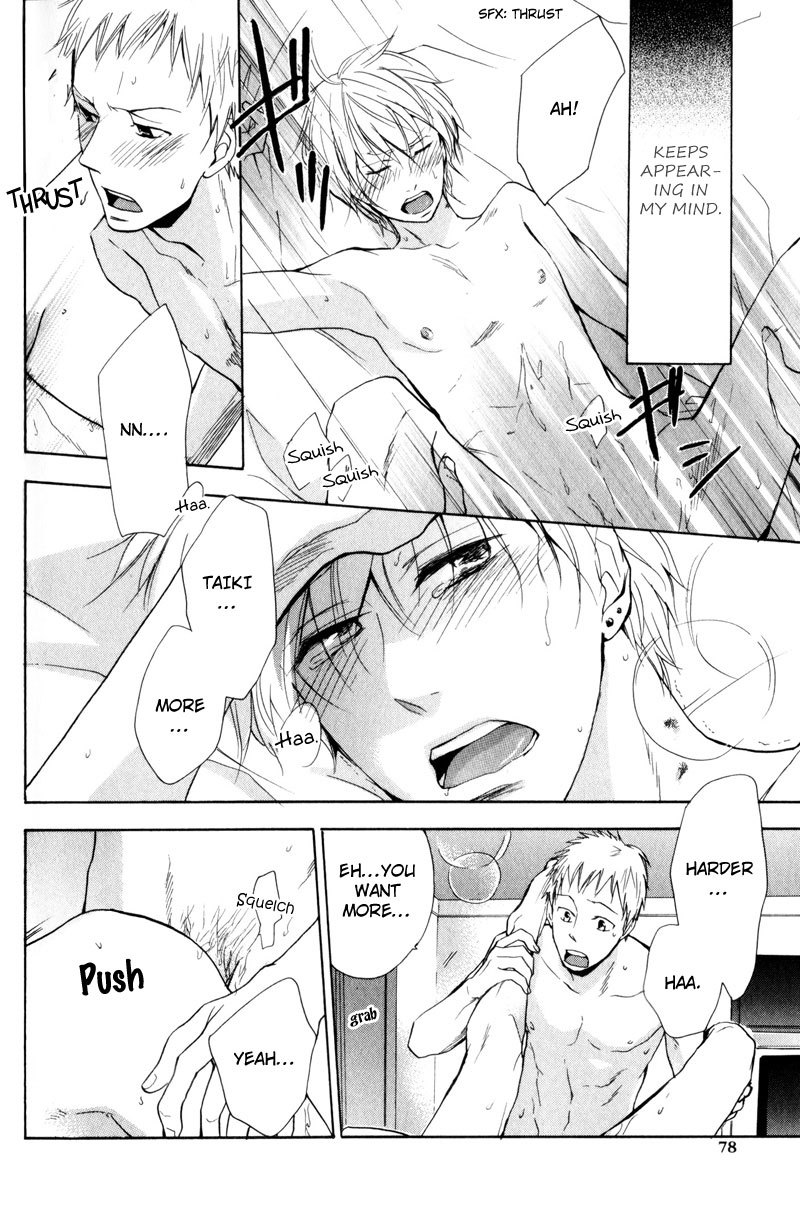 SFX: THRUST
KEEPS
APPEAR-
ING IN
MY MIND.
AH!
THRUST
NN....
Squish
Squish
Squish
Haa.
TAIKI
...
MORE
...
Haa.
HARDER
...
HAA.
EH...YOU
WANT
MORE...
grab
Squelch
Push
YEAH...
78